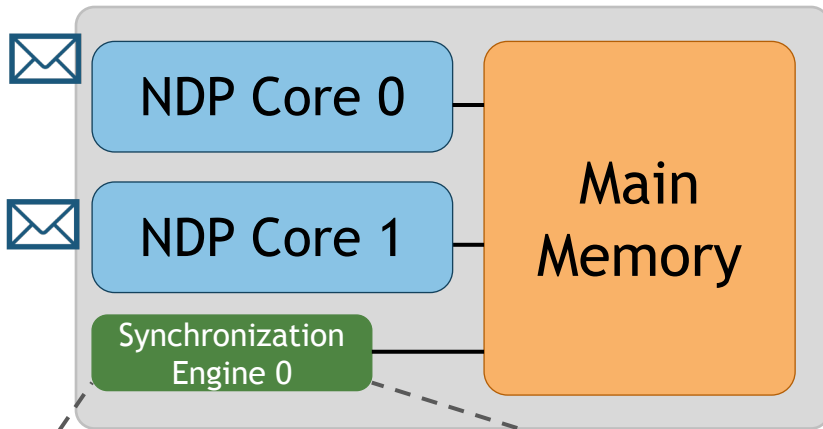 NDP Core 0
NDP Core 1
Synchronization
Engine 0
Main
Memory